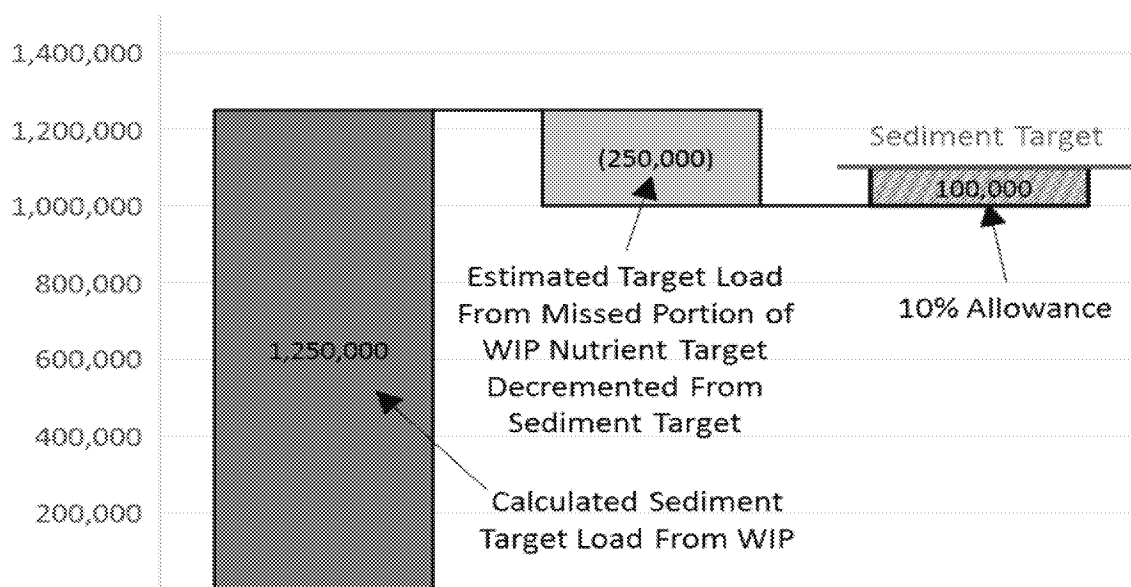 1,400,000
1,200,000
1,000,000
800,000
600,000
400,000
200,000
1,250,000
(250,000)
Estimated Target Load
From Missed Portion of
WIP Nutrient Target
Decremented From
Sediment Target
Calculated Sediment
Target Load From WIP
Sediment Target
100,000
10% Allowance